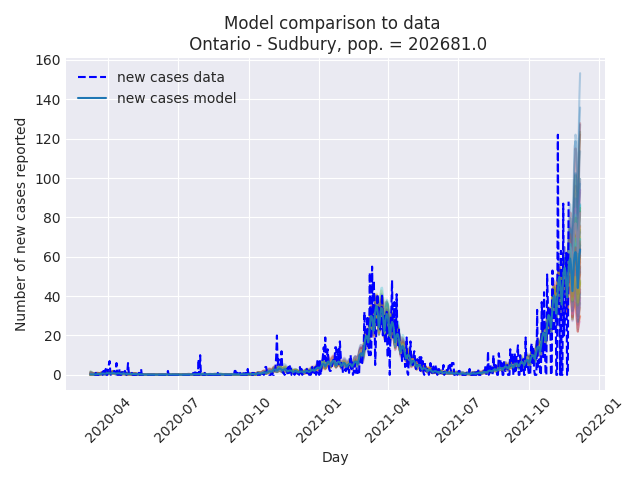 Model comparison to data
Ontario - Sudbury, pop. = 202681.0
160
140
120
100
80
60
40
20
0
Number of new cases reported
new cases data
new cases model
2020-04
2020-07
2020-10
2021-01
2021-04
2021-07
2021-10
2022-01
Day